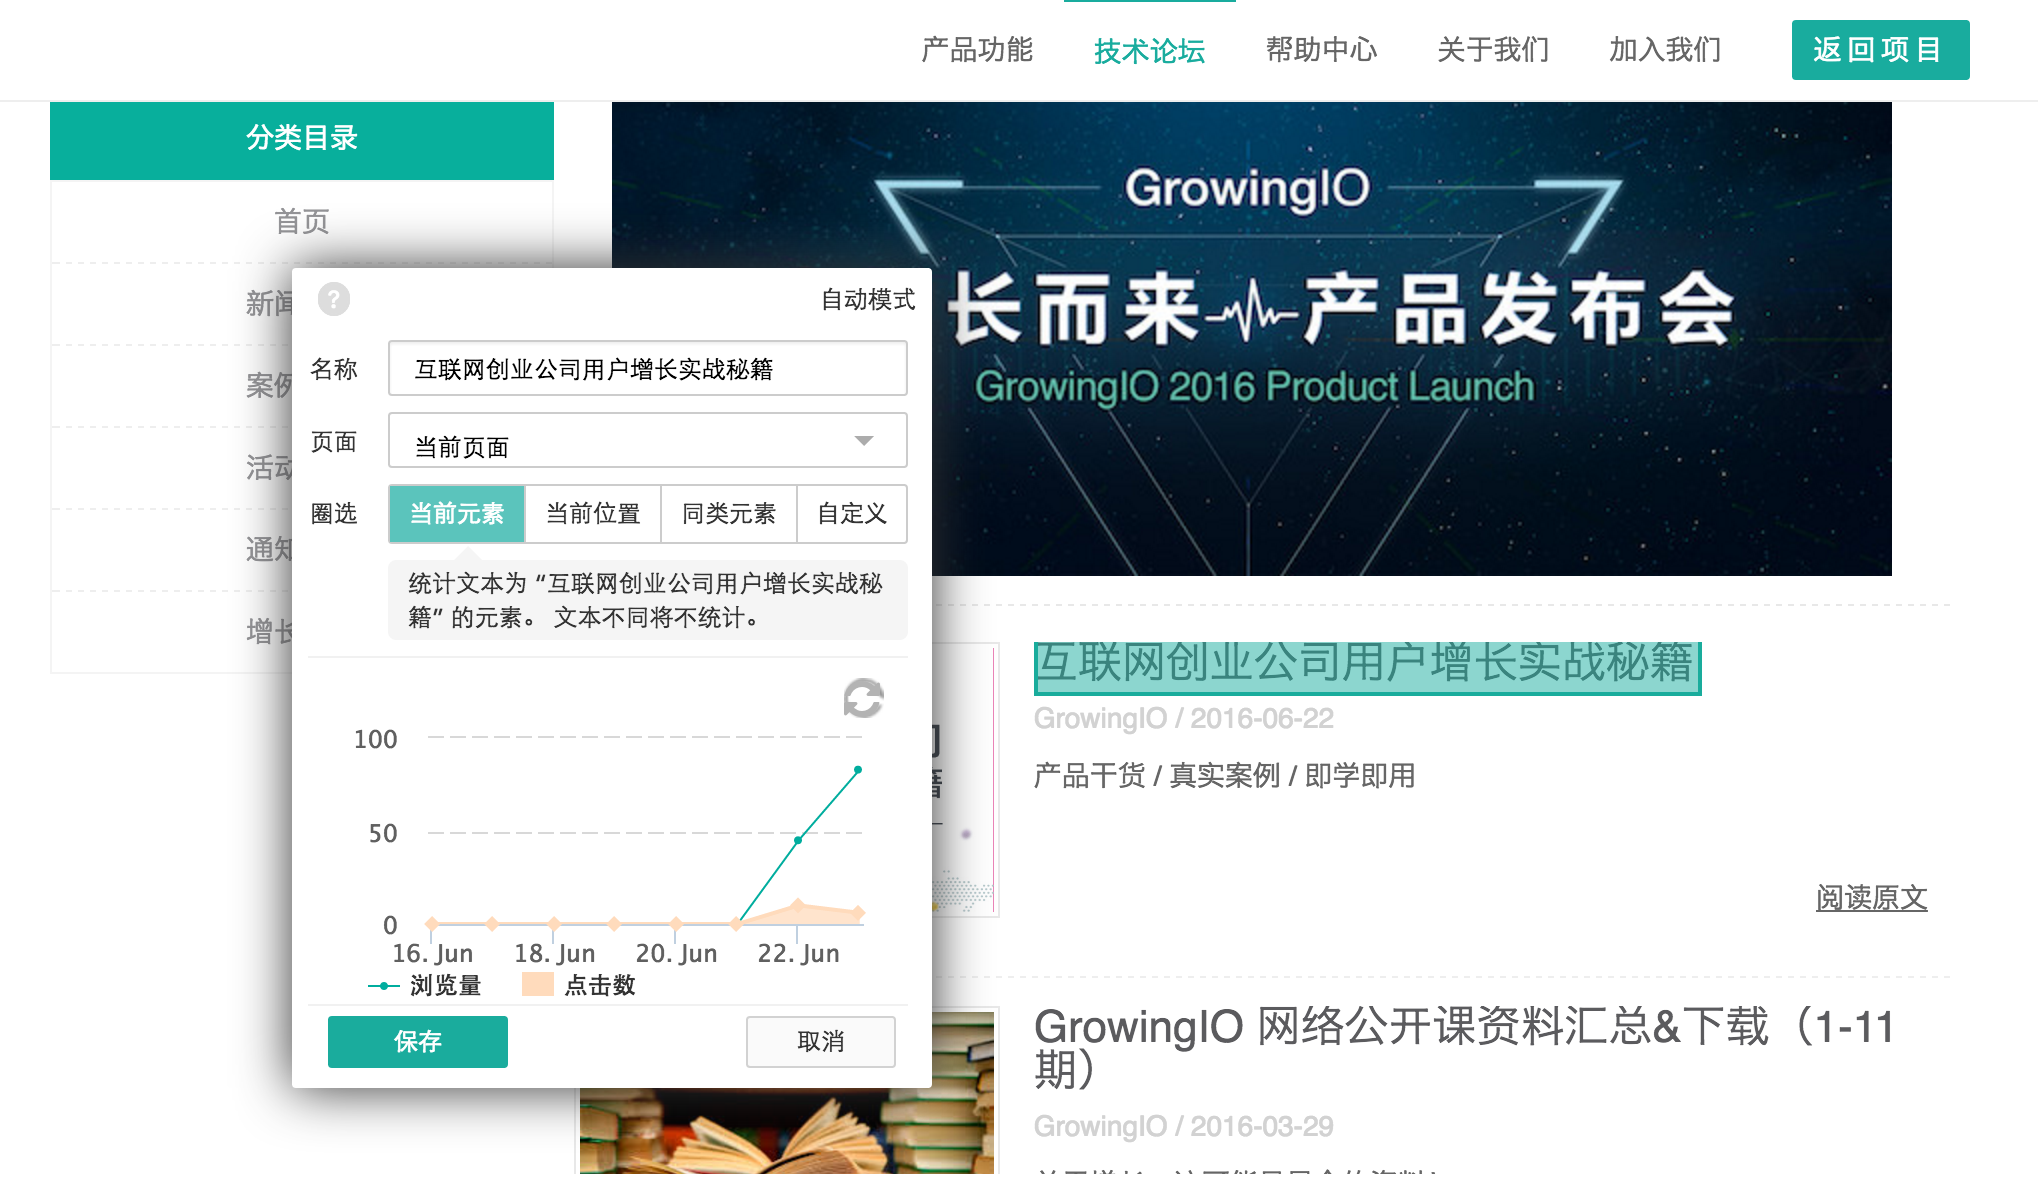 产品功能
技术论坛
帮助中心
关于我们
加入我们
返回项目
分类目录
首页
新闻
案例
活动
通知
增长
GrowingIO
长而来
产品发布会
GrowingIO 2016 Product Launch
?
自动模式
名称
互联网创业公司用户增长实战秘籍
页面
当前页面
圈选
当前元素
当前位置
同类元素
自定义
统计文本为 “互联网创业公司用户增长实战秘
籍” 的元素。 文本不同将不统计。
100
50
0
16. Jun
18. Jun
20. Jun
22. Jun
浏览量
点击数
保存
取消
互联网创业公司用户增长实战秘籍
GrowingIO / 2016-06-22
产品干货 / 真实案例 / 即学即用
阅读原文
GrowingIO 网络公开课资料汇总&下载（1-11
期）
GrowingIO / 2016-03-29